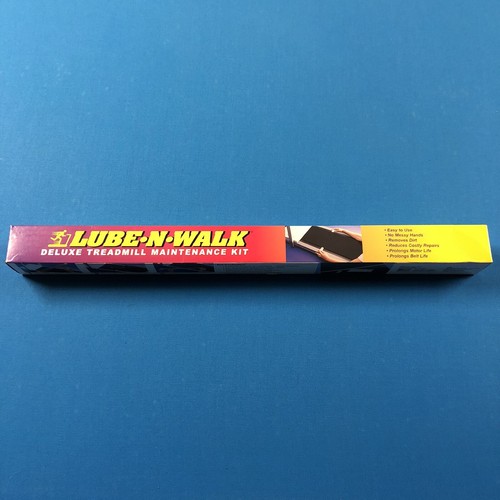 LUBE-N-WALK
DELUXE TREADMILL MAINTENANCE KIT
• Easy to Use
• No Messy Hands
• Removes Dirt
• Reduces Costly Repairs
• Prolongs Motor Life
• Prolongs Belt Life